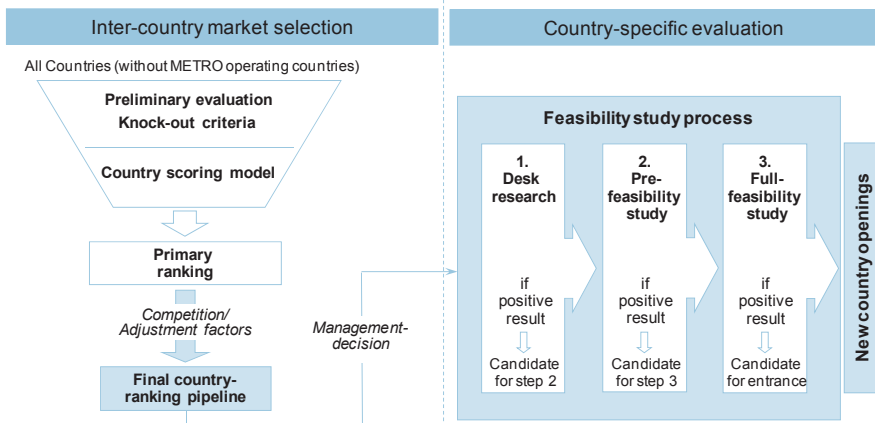 Inter-country market selection
All Countries (without METRO operating countries)
Preliminary evaluation
Knock-out criteria
Country scoring model
Primary
ranking
Competition/
Adjustment factors
Final country-
ranking pipeline
Management-
decision
Country-specific evaluation
Feasibility study process
1.
Desk
research
if
positive
result
Candidate
for step 2
2.
Pre-
feasibility
study
if
positive
result
Candidate
for step 3
3.
Full-
feasibility
study
if
positive
result
Candidate
for entrance
New country openings